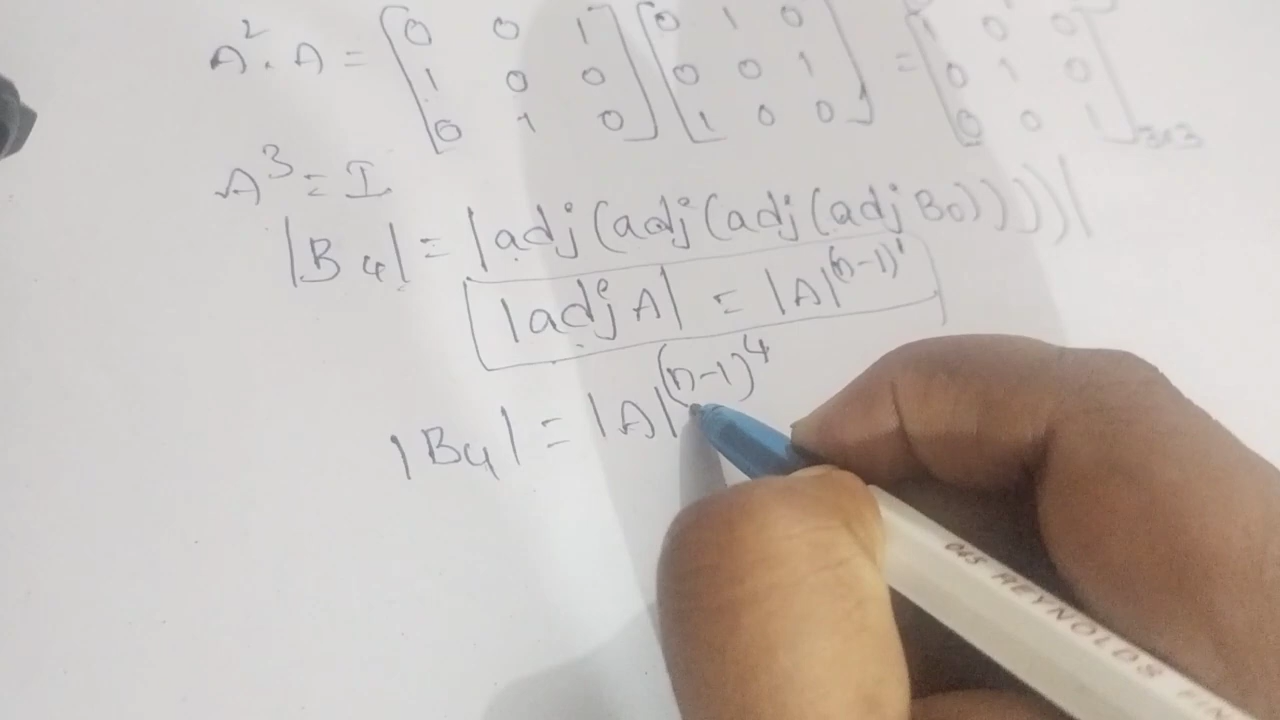 A². A = [0 0 1] [0 1 0] = [1 0 0]
[1 0 0] [0 0 1] [0 1 0]
[0 1 0] [1 0 0] [0 0 1]3×3
A³ = I
|B4| = |adj(adj(adj(adj B0))))|
|adj A| = |A|^(n-1)'
|B4| = |A|^(n-1)^4
045 REYNOLDS FIN